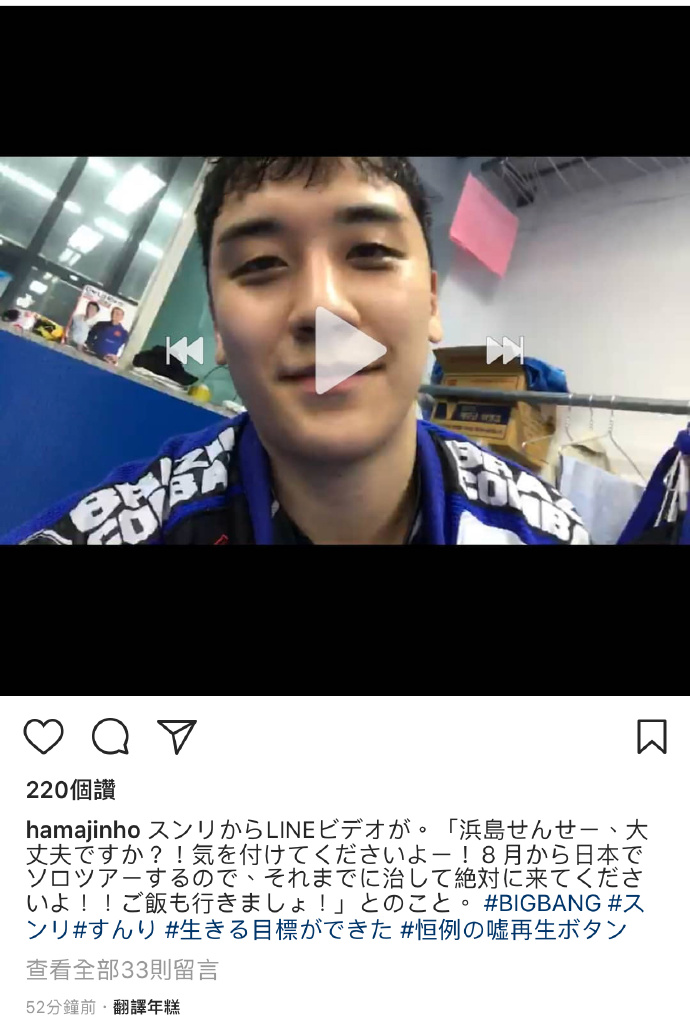 BRAZIL
COMBA
BRAZ
COMBA
220個讚
hamajinho スンリからLINEビデオが。「浜島せんせー、大
丈夫ですか？！気を付けてくださいよー！８月から日本で
ソロツアーするので、それまでに治して絶対に来てくださ
いよ！！ご飯も行きましょ！」とのこと。 #BIGBANG #ス
ンリ#すんり #生きる目標ができた #恒例の嘘再生ボタン
查看全部33則留言
52分鐘前 · 翻譯年糕